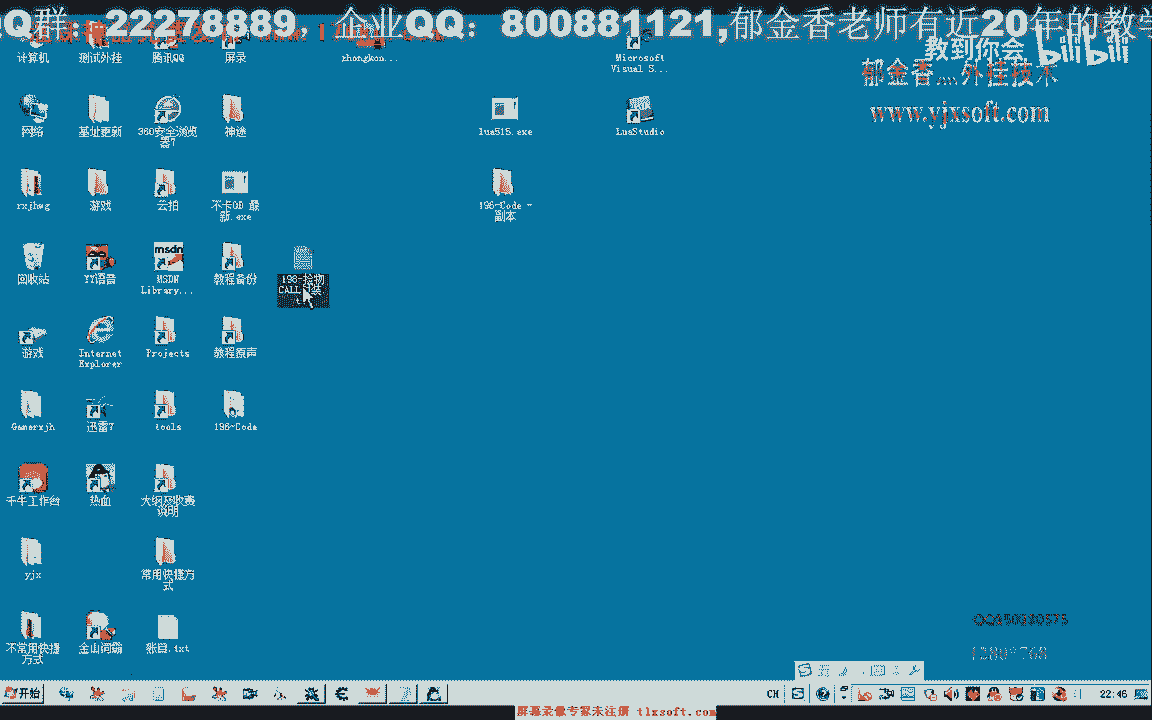 Q群：22278889，企业QQ：800881121,郁金香老师有近20年的教学
教到你会 bilibili
郁金香....外挂技术
www.yjxsoft.com
计算机
测试外挂
腾讯QQ
屏录
zhongkon...
Microsoft
Visual S...
网络
基址更新
360安全浏览
器7
神途
lua515.exe
LuaStudio
rxjhwg
游戏
云拍
不卡GD 最
新.exe
196-Code -
副本
回收站
YY语音
msdn
MSDN
Library...
教程备份
198-拾物
CALL封装
游戏
Internet
Explorer
Projects
教程原声
Gamerxjh
迅雷7
tools
196-Code
千牛工作台
热血
大纲及收费
说明
yjx
常用快捷方
式
不常用快捷
方式
金山词霸
账目.txt
QQ150330575
1280*768
开始
CH
22:46
屏幕录像专家未注册 tlxsoft.com